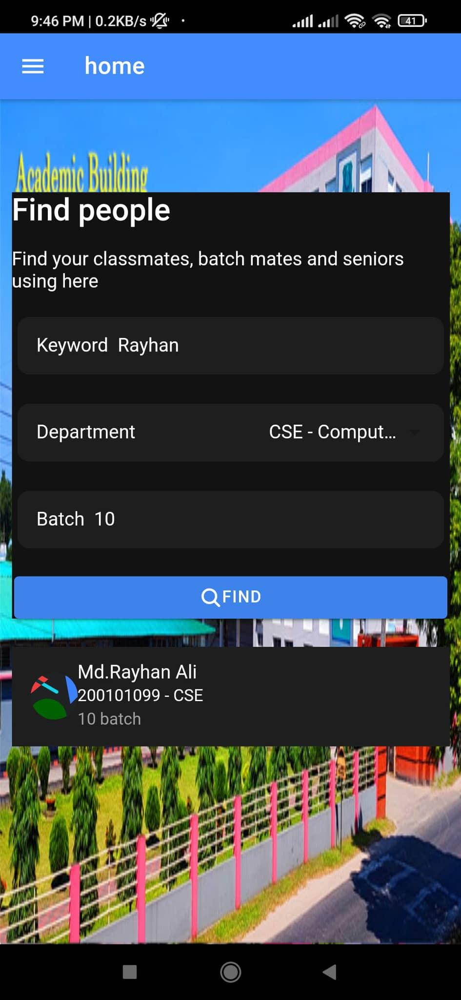 9:46 PM | 0.2KB/s
41
home
Academic Building
Find people
Find your classmates, batch mates and seniors
using here
Keyword Rayhan
Department CSE - Comput...
Batch 10
FIND
Md.Rayhan Ali
200101099 - CSE
10 batch